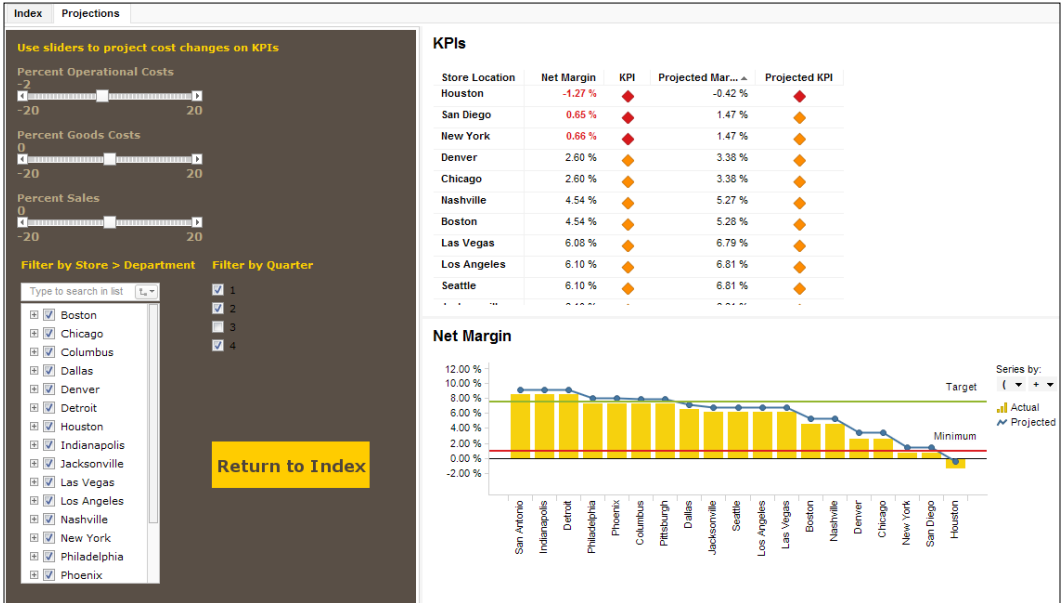 Index Projections
Use sliders to project cost changes on KPIs
Percent Operational Costs
-2
-20 20
Percent Goods Costs
0
-20 20
Percent Sales
0
-20 20
Filter by Store > Department Filter by Quarter
Type to search in list
Boston
Chicago
Columbus
Dallas
Denver
Detroit
Houston
Indianapolis
Jacksonville
Las Vegas
Los Angeles
Nashville
New York
Philadelphia
Phoenix
1
2
3
4
Return to Index
KPIs
Store Location Net Margin KPI Projected Mar... Projected KPI
Houston -1.27 % -0.42 %
San Diego 0.65 % 1.47 %
New York 0.66 % 1.47 %
Denver 2.60 % 3.38 %
Chicago 2.60 % 3.38 %
Nashville 4.54 % 5.27 %
Boston 4.54 % 5.28 %
Las Vegas 6.08 % 6.79 %
Los Angeles 6.10 % 6.81 %
Seattle 6.10 % 6.81 %
Net Margin
12.00 %
10.00 %
8.00 %
6.00 %
4.00 %
2.00 %
0.00 %
-2.00 %
Target
Minimum
San Antonio
Indianapolis
Detroit
Philadelphia
Phoenix
Columbus
Pittsburgh
Dallas
Jacksonville
Seattle
Los Angeles
Las Vegas
Boston
Nashville
Denver
Chicago
New York
San Diego
Houston
Series by:
( +
Actual
Projected